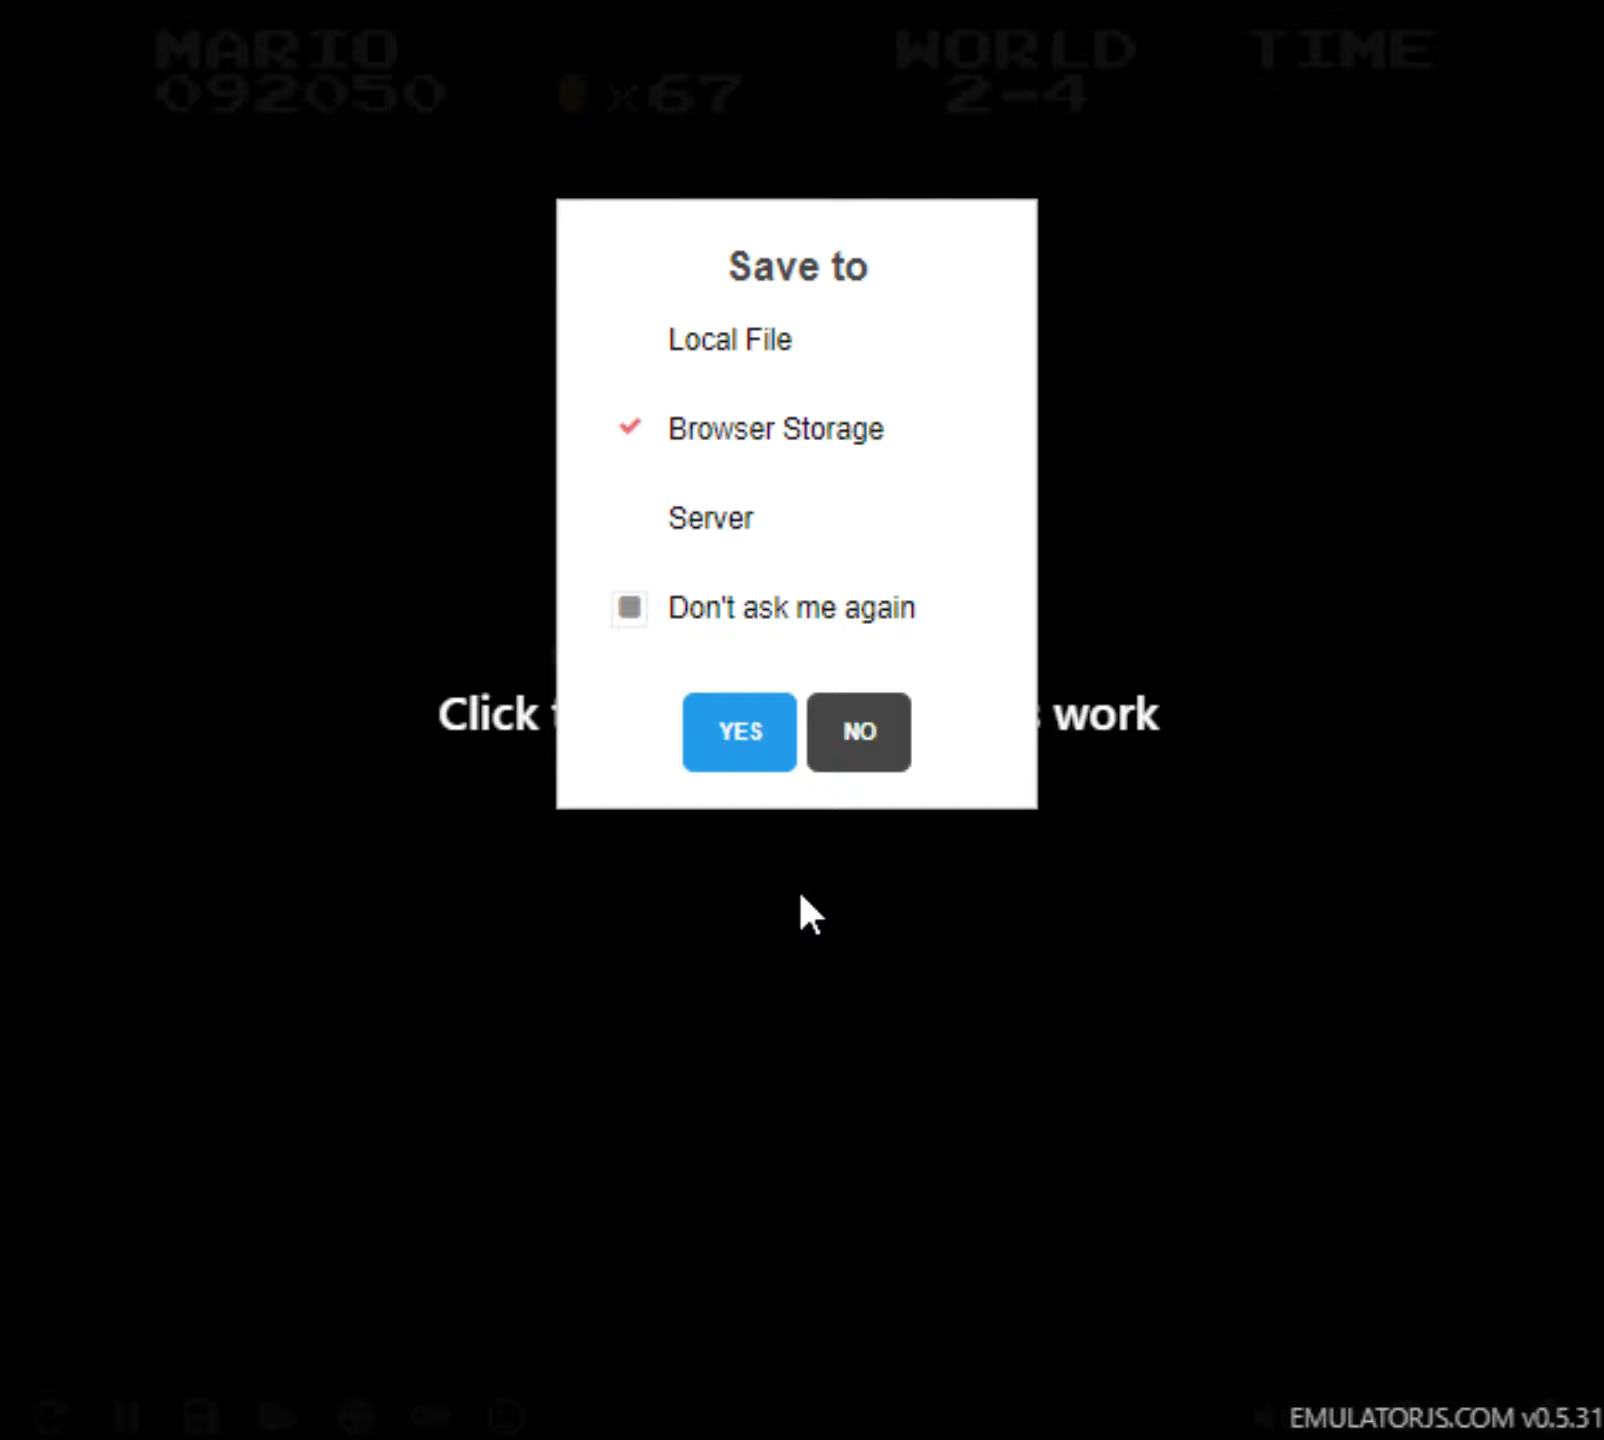 MARIO WORLD TIME
092050 x67 2-4
Save to
Local File
Browser Storage
Server
Don't ask me again
Click work
YES NO
EMULATORJS.COM v0.5.31